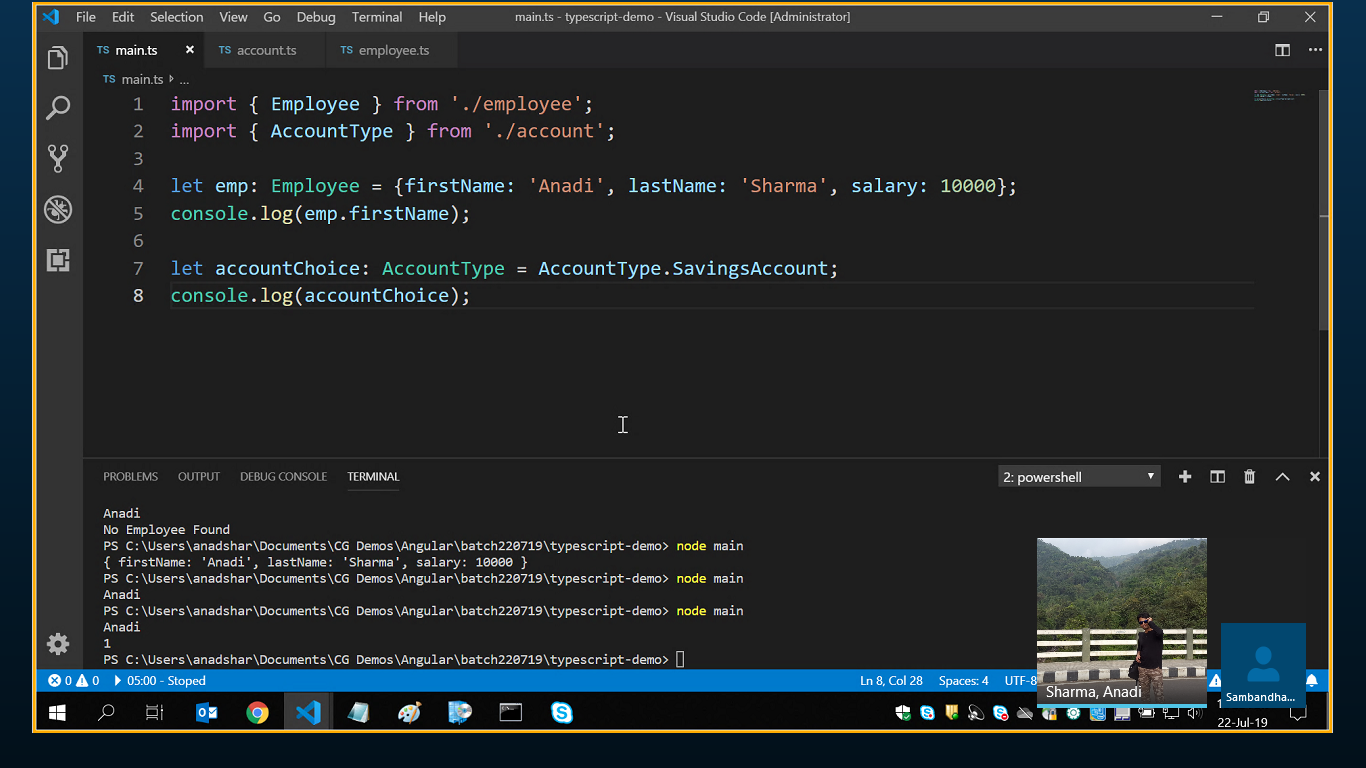 File Edit Selection View Go Debug Terminal Help main.ts - typescript-demo - Visual Studio Code [Administrator]
TS main.ts × TS account.ts TS employee.ts
TS main.ts ...
1 import { Employee } from './employee';
2 import { AccountType } from './account';
3
4 let emp: Employee = {firstName: 'Anadi', lastName: 'Sharma', salary: 10000};
5 console.log(emp.firstName);
6
7 let accountChoice: AccountType = AccountType.SavingsAccount;
8 console.log(accountChoice);
PROBLEMS OUTPUT DEBUG CONSOLE TERMINAL 2: powershell
Anadi
No Employee Found
PS C:\Users\anadshar\Documents\CG Demos\Angular\batch220719\typescript-demo> node main
{ firstName: 'Anadi', lastName: 'Sharma', salary: 10000 }
PS C:\Users\anadshar\Documents\CG Demos\Angular\batch220719\typescript-demo> node main
Anadi
PS C:\Users\anadshar\Documents\CG Demos\Angular\batch220719\typescript-demo> node main
Anadi
1
PS C:\Users\anadshar\Documents\CG Demos\Angular\batch220719\typescript-demo>
0 0 05:00 - Stoped Ln 8, Col 28 Spaces: 4 UTF-8
Sharma, Anadi
Sambandha...
22-Jul-19